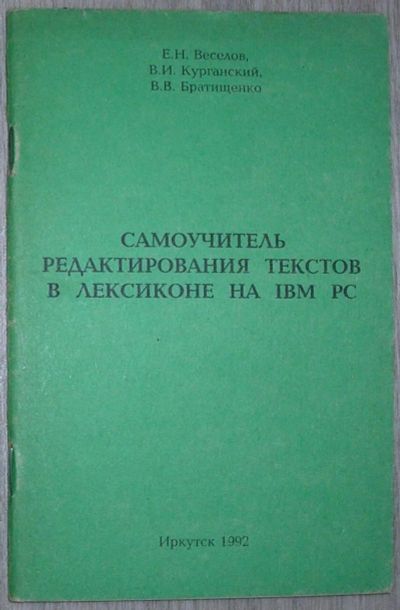 Е.Н. Веселов,
В.И. Курганский,
В.В. Братищенко
САМОУЧИТЕЛЬ
РЕДАКТИРОВАНИЯ ТЕКСТОВ
В ЛЕКСИКОНЕ НА IBM PC
Иркутск 1992